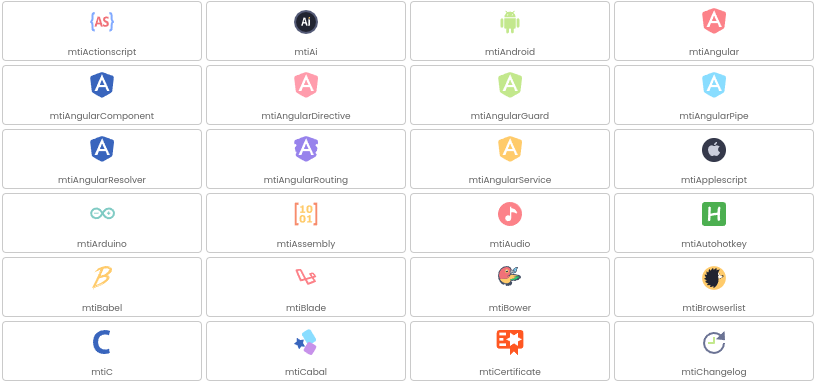 {AS} Ai
mtiActionscript mtiAi mtiAndroid mtiAngular
mtiAngularComponent mtiAngularDirective mtiAngularGuard mtiAngularPipe
mtiAngularResolver mtiAngularRouting mtiAngularService mtiApplescript
[10 H
01]
mtiArduino mtiAssembly mtiAudio mtiAutohotkey
B
mtiBabel mtiBlade mtiBower mtiBrowserlist
C
mtiC mtiCabal mtiCertificate mtiChangelog